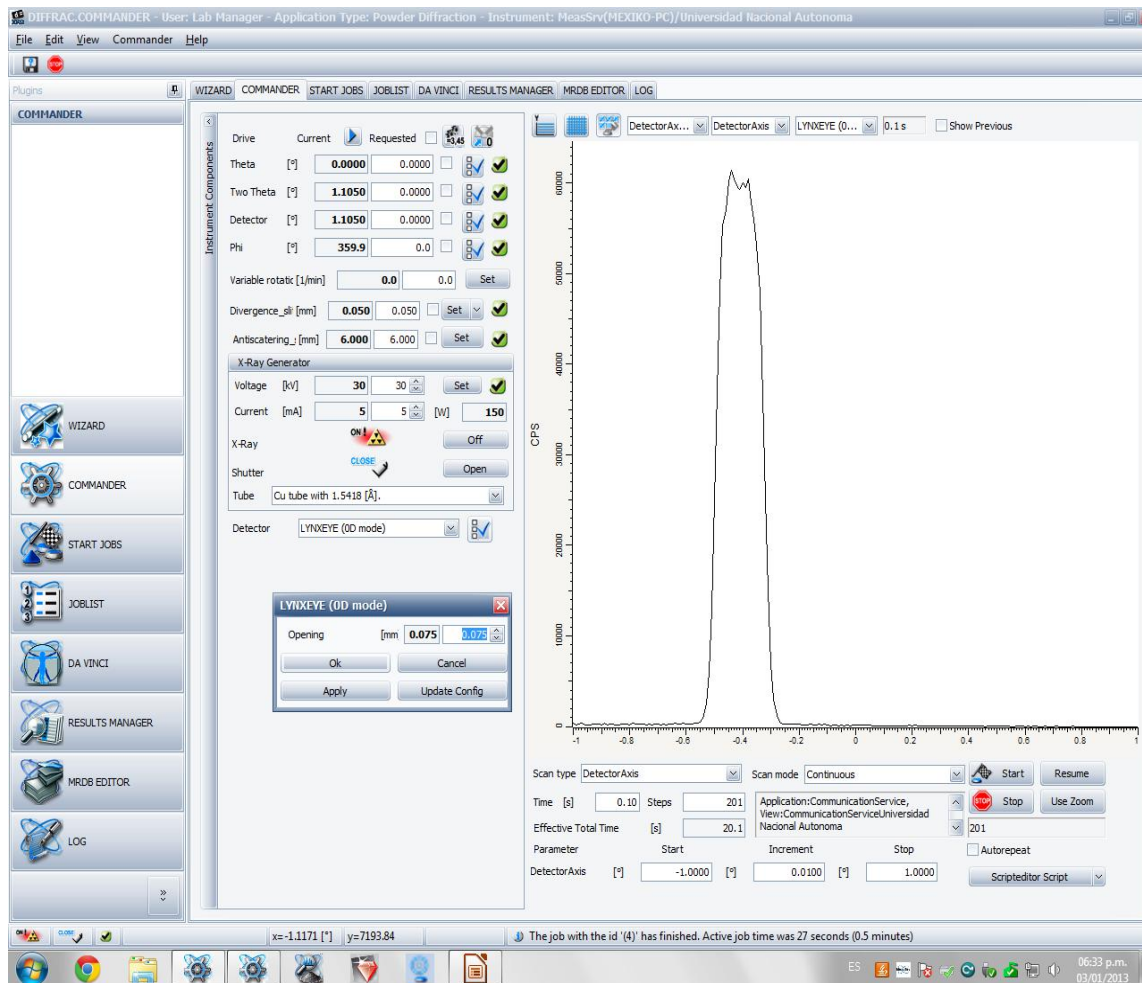 DIFFRAC.COMMANDER - User: Lab Manager - Application Type: Powder Diffraction - Instrument: MeasSrv(MEXIKO-PC)/Universidad Nacional Autonoma
File Edit View Commander Help
Plugins
COMMANDER
WIZARD COMMANDER START JOBS JOBLIST DA VINCI RESULTS MANAGER MRDB EDITOR LOG
WIZARD
COMMANDER
START JOBS
JOBLIST
DA VINCI
RESULTS MANAGER
MRDB EDITOR
LOG
Instrument Components
Drive Current Requested
Theta [°] 0.0000 0.0000
Two Theta [°] 1.1050 0.0000
Detector [°] 1.1050 0.0000
Phi [°] 359.9 0.0
Variable rotatic [1/min] 0.0 0.0 Set
Divergence_sli [mm] 0.050 0.050 Set
Antiscatering_ [mm] 6.000 6.000 Set
X-Ray Generator
Voltage [kV] 30 30 Set
Current [mA] 5 5 [W] 150
X-Ray ON ! Off
Shutter CLOSE Open
Tube Cu tube with 1.5418 [Å].
Detector LYNXEYE (0D mode)
LYNXEYE (0D mode)
Opening [mm 0.075 0.075
Ok Cancel
Apply Update Config
DetectorAx... DetectorAxis LYNXEYE (0... 0.1 s Show Previous
CPS
60000
50000
40000
30000
20000
10000
0
-1 -0.8 -0.6 -0.4 -0.2 0 0.2 0.4 0.6 0.8 1
Scan type DetectorAxis Scan mode Continuous Start Resume
Time [s] 0.10 Steps 201 Application:CommunicationService, STOP Stop Use Zoom
View:CommunicationServiceUniversidad
Effective Total Time [s] 20.1 Nacional Autonoma 201
Parameter Start Increment Stop Autorepeat
DetectorAxis [°] -1.0000 [°] 0.0100 [°] 1.0000 Scripteditor Script
x=-1.1171 [°] y=7193.84 The job with the id '(4)' has finished. Active job time was 27 seconds (0.5 minutes)
ES 06:33 p.m.
03/01/2013